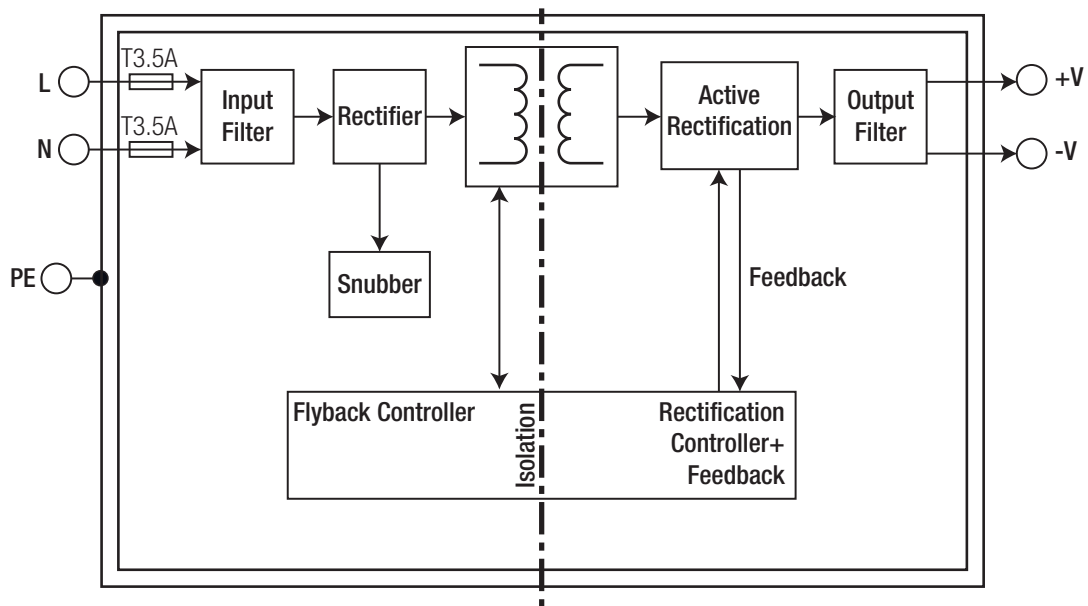 L
T3.5A
N
T3.5A
PE
Input
Filter
Rectifier
Snubber
Active
Rectification
Output
Filter
+V
-V
Feedback
Flyback Controller
Isolation
Rectification
Controller+
Feedback